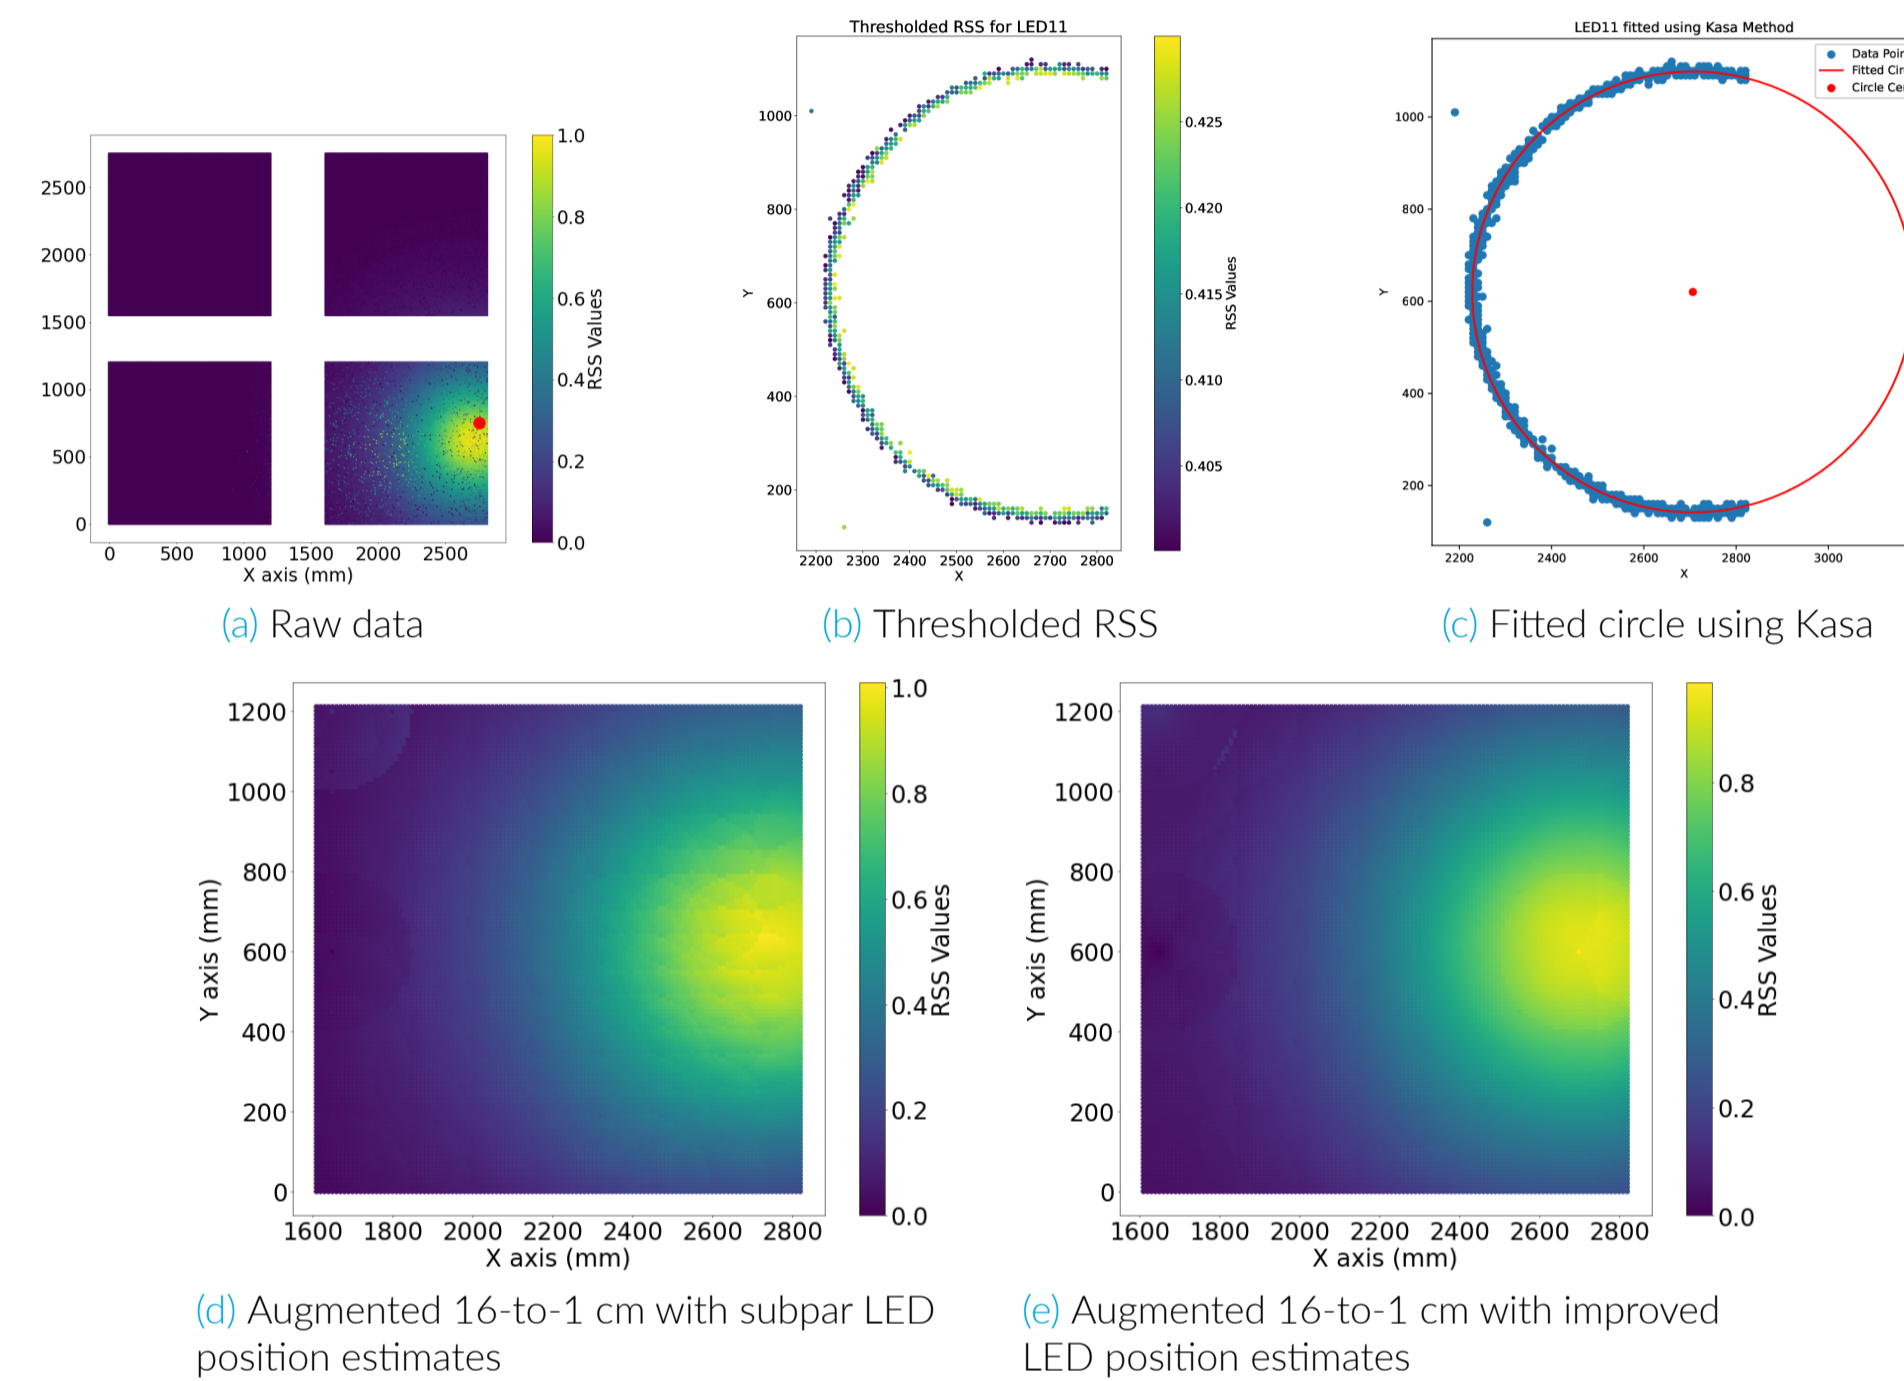 2500
2000
1500
1000
500
0
0 500 1000 1500 2000 2500
X axis (mm)
1.0
0.8
0.6
0.4
0.2
0.0
RSS Values
(a) Raw data
Thresholded RSS for LED11
1000
800
600
400
200
Y
2200 2300 2400 2500 2600 2700 2800
X
0.425
0.420
0.415
0.410
0.405
RSS Values
(b) Thresholded RSS
LED11 fitted using Kasa Method
Data Poin
Fitted Cir
Circle Ce
1000
800
600
400
200
Y
2200 2400 2600 2800 3000
X
(c) Fitted circle using Kasa
1200
1000
800
600
400
200
0
Y axis (mm)
1600 1800 2000 2200 2400 2600 2800
X axis (mm)
1.0
0.8
0.6
0.4
0.2
0.0
RSS Values
(d) Augmented 16-to-1 cm with subpar LED
position estimates
1200
1000
800
600
400
200
0
Y axis (mm)
1600 1800 2000 2200 2400 2600 2800
X axis (mm)
0.8
0.6
0.4
0.2
0.0
RSS Values
(e) Augmented 16-to-1 cm with improved
LED position estimates